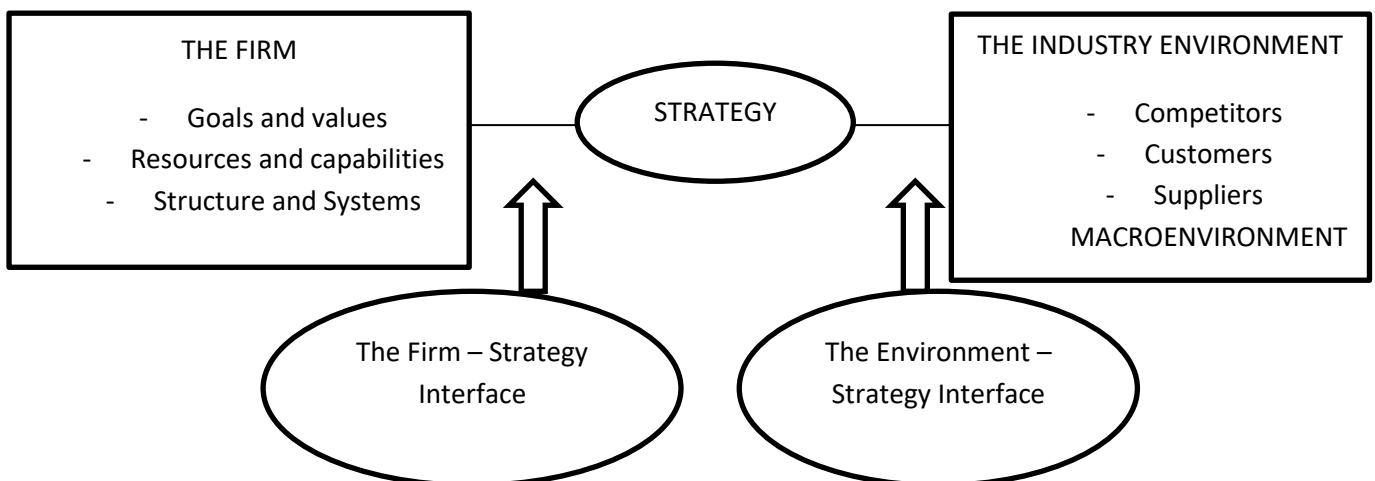 THE FIRM
- Goals and values
- Resources and capabilities
- Structure and Systems
STRATEGY
THE INDUSTRY ENVIRONMENT
- Competitors
- Customers
- Suppliers
MACROENVIRONMENT
The Firm – Strategy
Interface
The Environment –
Strategy Interface